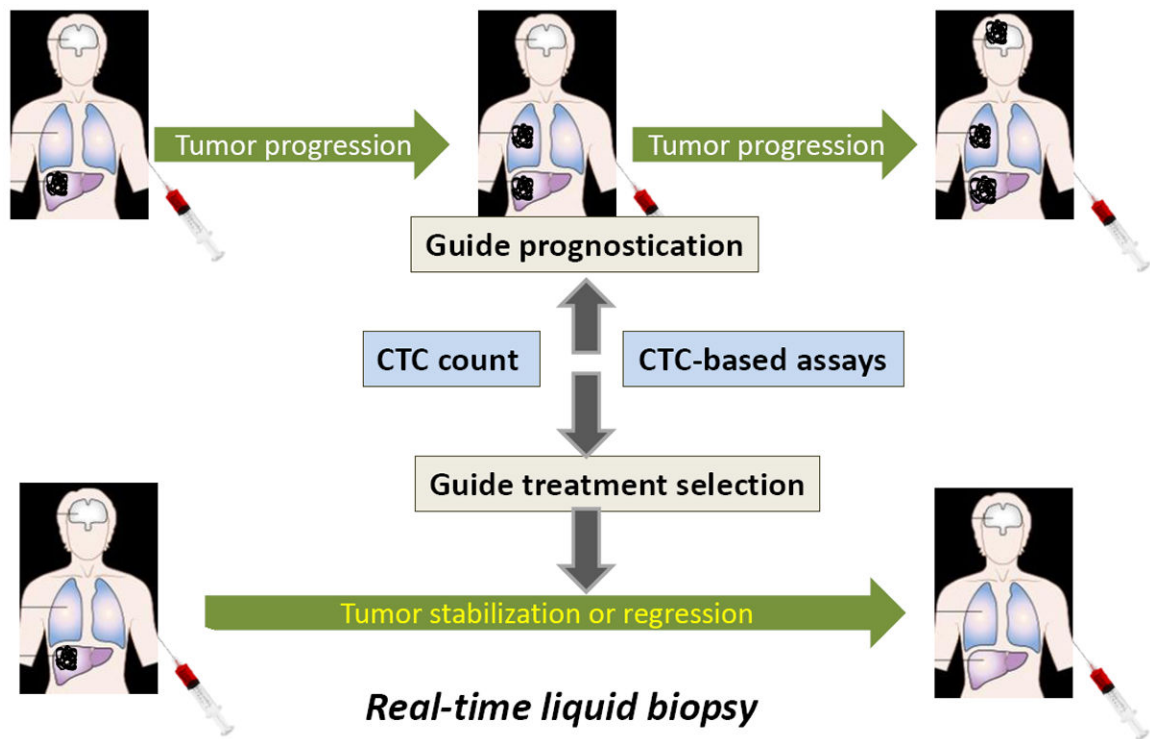 Tumor progression
Tumor progression
Guide prognostication
CTC count
CTC-based assays
Guide treatment selection
Tumor stabilization or regression
Real-time liquid biopsy